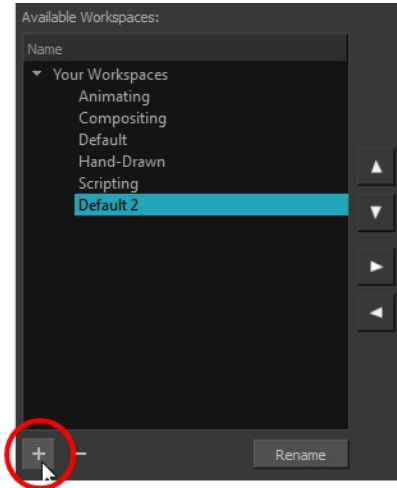 Available Workspaces:
Name
Your Workspaces
Animating
Compositing
Default
Hand-Drawn
Scripting
Default 2
Rename